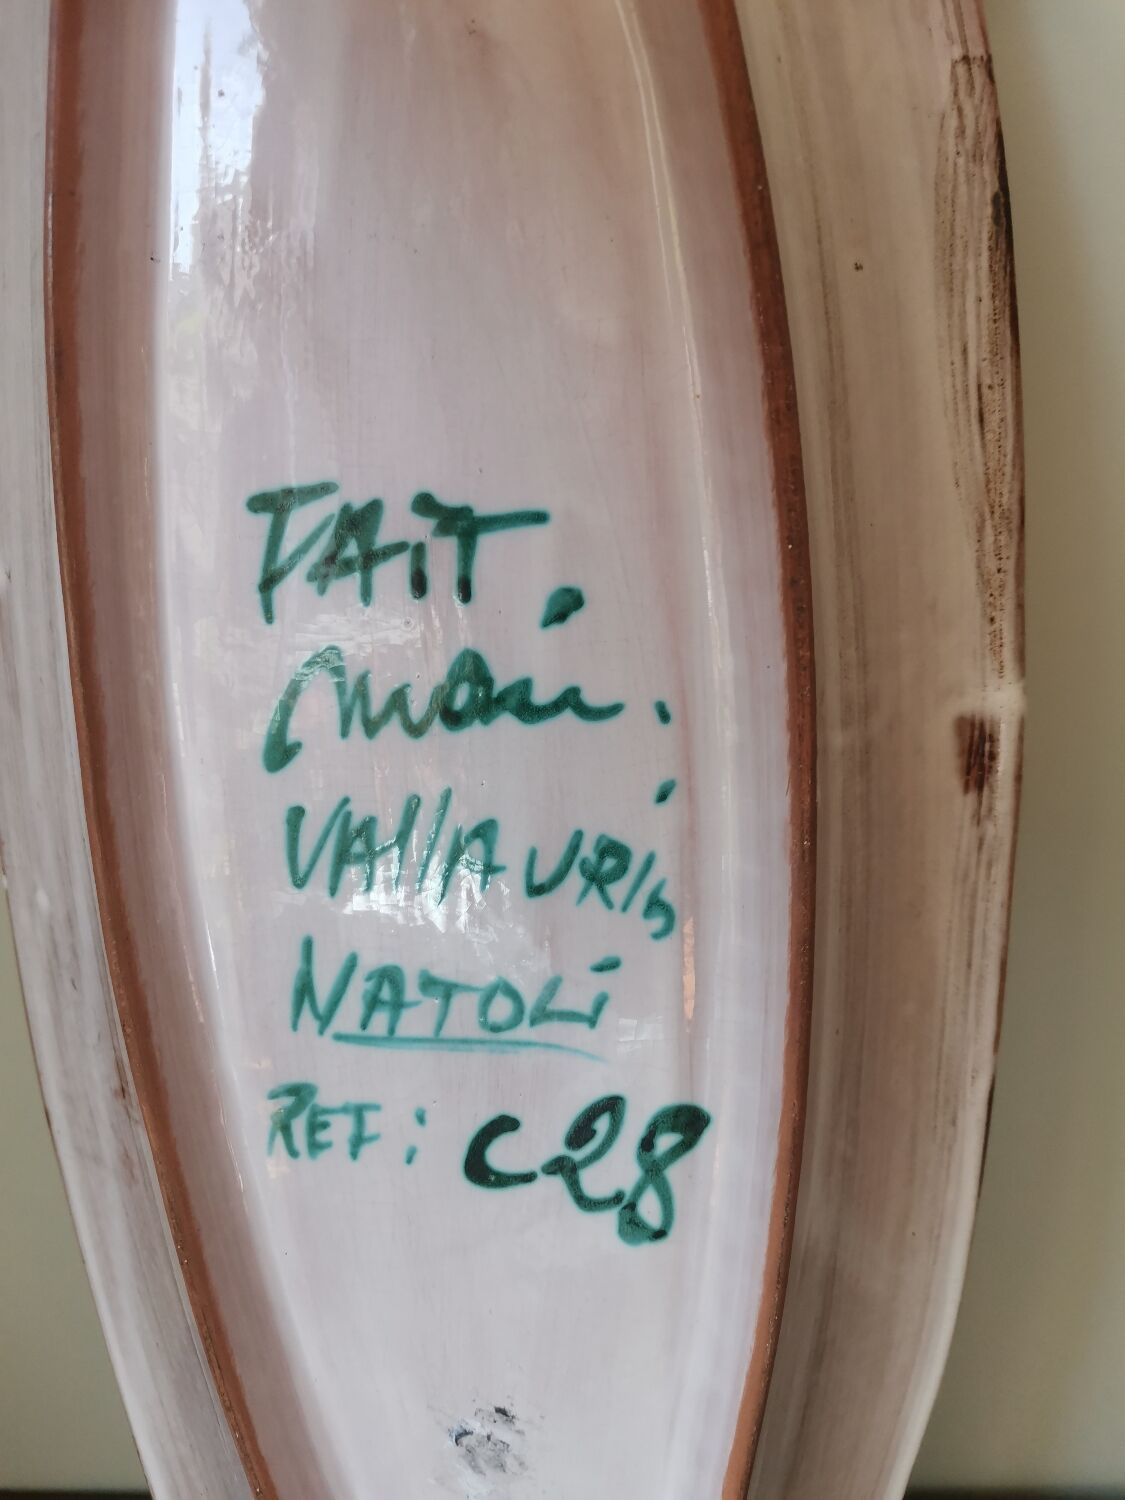 FAIT
main.
VAllAURis
NATOLi
REF: C28